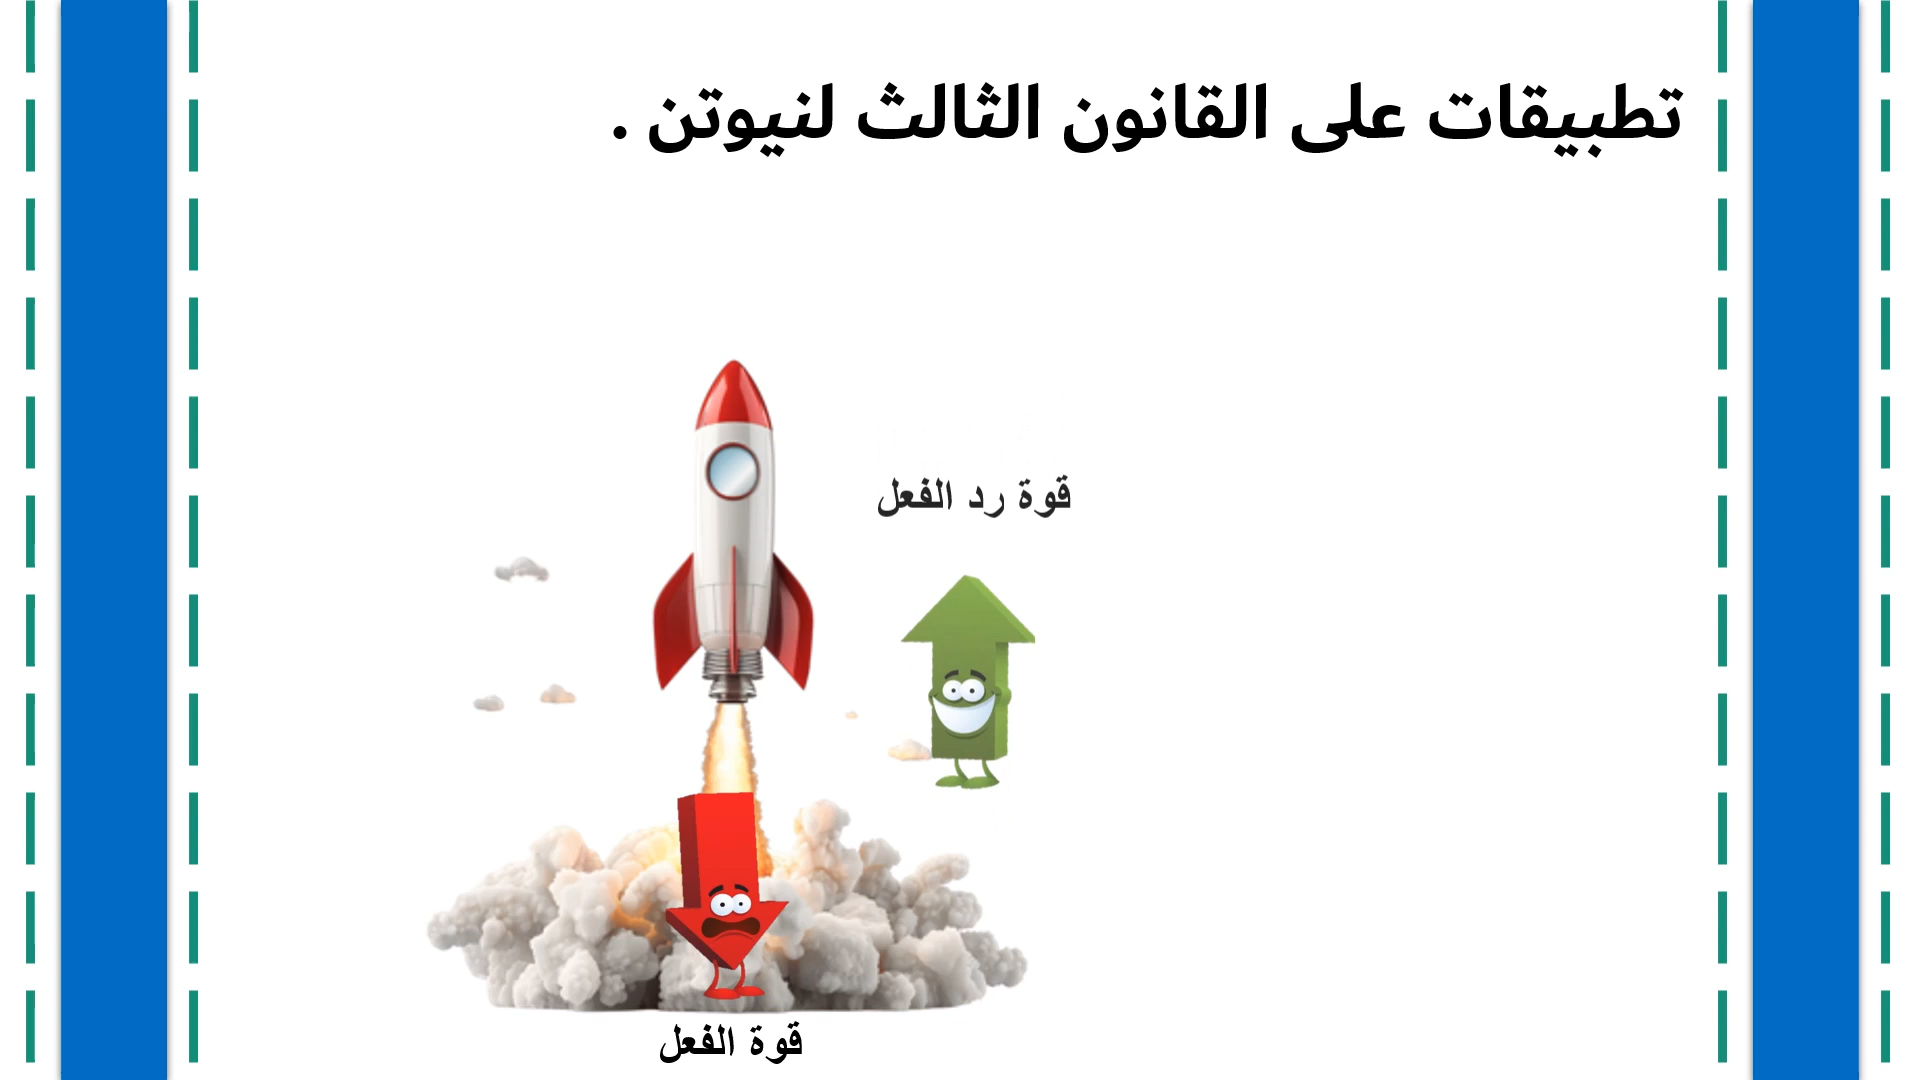 تطبيقات على القانون الثالث لنيوتن .
قوة رد الفعل
قوة الفعل